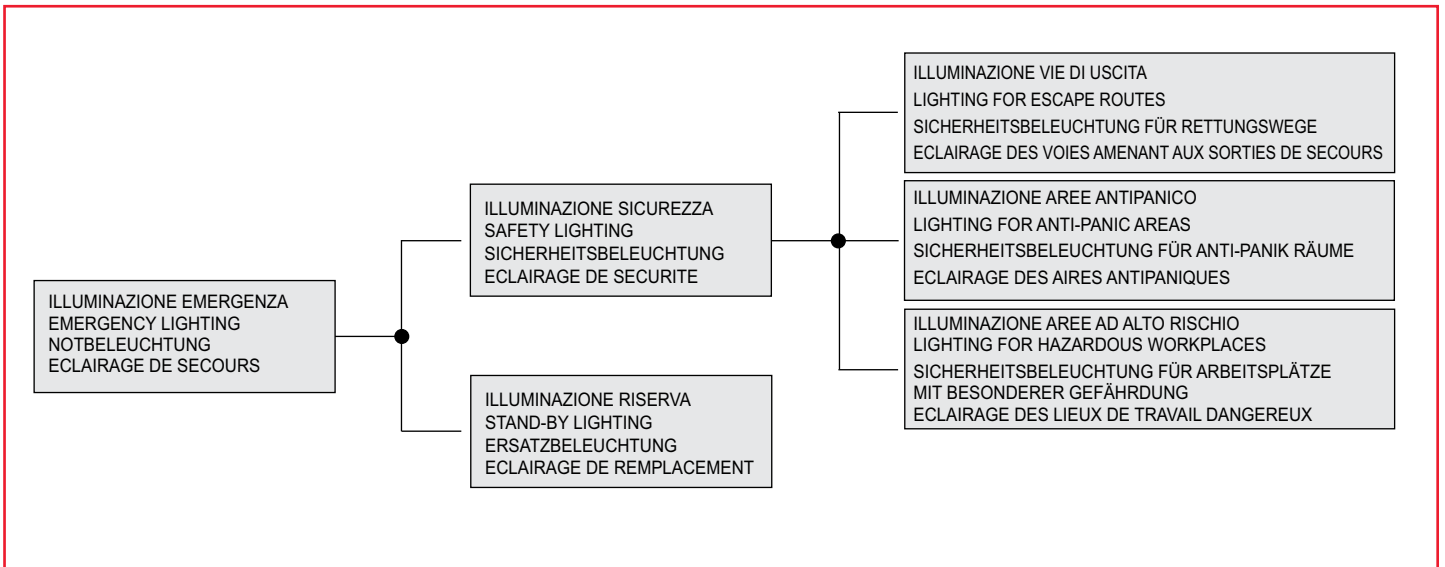 ILLUMINAZIONE EMERGENZA
EMERGENCY LIGHTING
NOTBELEUCHTUNG
ECLAIRAGE DE SECOURS
ILLUMINAZIONE SICUREZZA
SAFETY LIGHTING
SICHERHEITSBELEUCHTUNG
ECLAIRAGE DE SECURITE
ILLUMINAZIONE RISERVA
STAND-BY LIGHTING
ERSATZBELEUCHTUNG
ECLAIRAGE DE REMPLACEMENT
ILLUMINAZIONE VIE DI USCITA
LIGHTING FOR ESCAPE ROUTES
SICHERHEITSBELEUCHTUNG FÜR RETTUNGSWEGE
ECLAIRAGE DES VOIES AMENANT AUX SORTIES DE SECOURS
ILLUMINAZIONE AREE ANTIPANICO
LIGHTING FOR ANTI-PANIC AREAS
SICHERHEITSBELEUCHTUNG FÜR ANTI-PANIK RÄUME
ECLAIRAGE DES AIRES ANTIPANIQUES
ILLUMINAZIONE AREE AD ALTO RISCHIO
LIGHTING FOR HAZARDOUS WORKPLACES
SICHERHEITSBELEUCHTUNG FÜR ARBEITSPLÄTZE
MIT BESONDERER GEFÄHRDUNG
ECLAIRAGE DES LIEUX DE TRAVAIL DANGEREUX